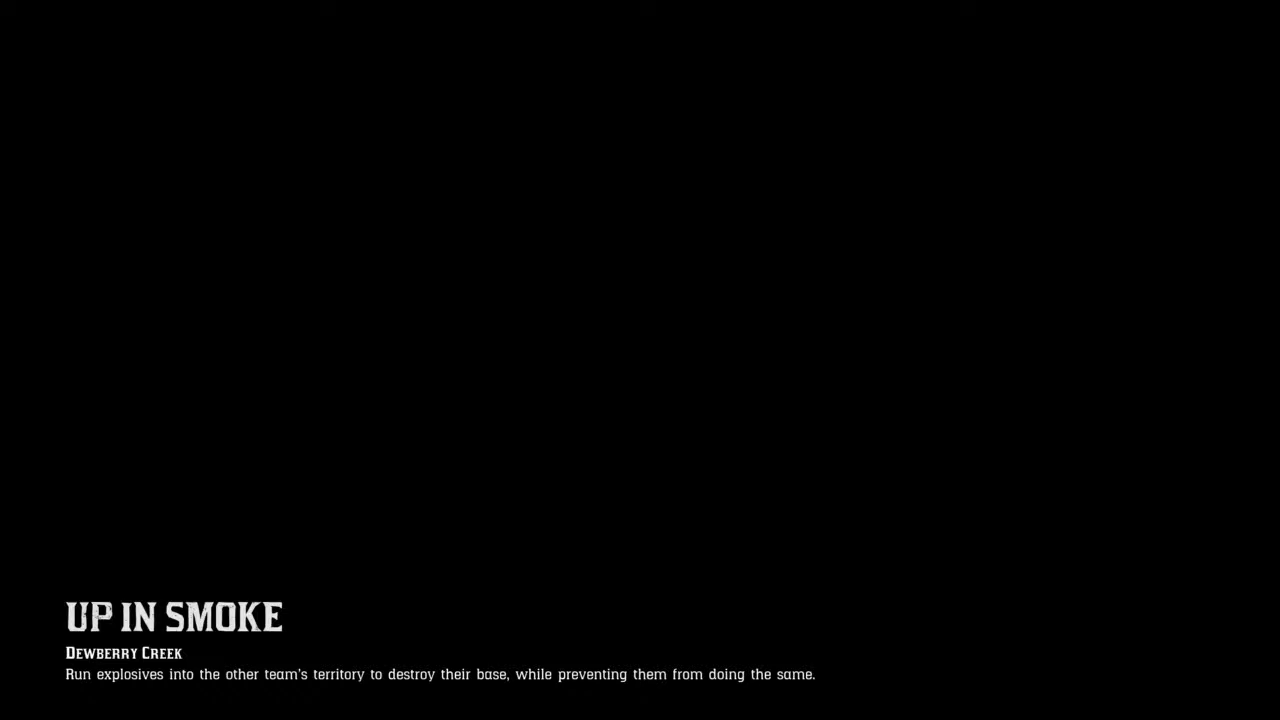 UP IN SMOKE
Dewberry Creek
Run explosives into the other team's territory to destroy their base, while preventing them from doing the same.